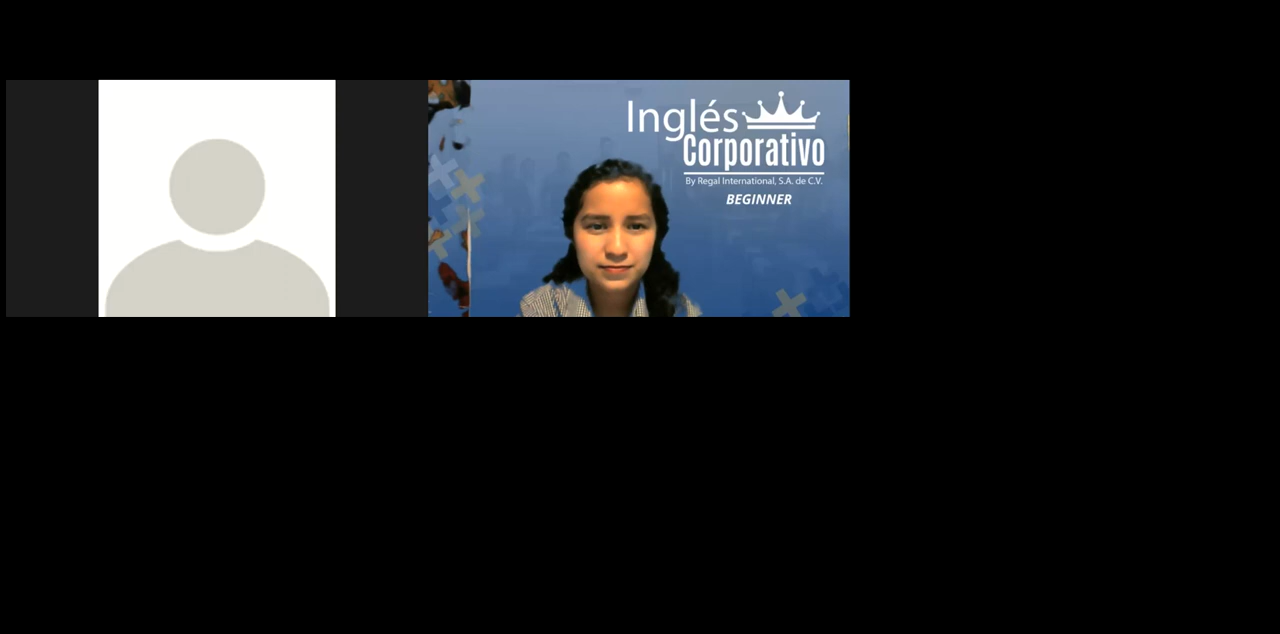 Inglés
Corporativo
By Regal International, S.A. de C.V.
BEGINNER